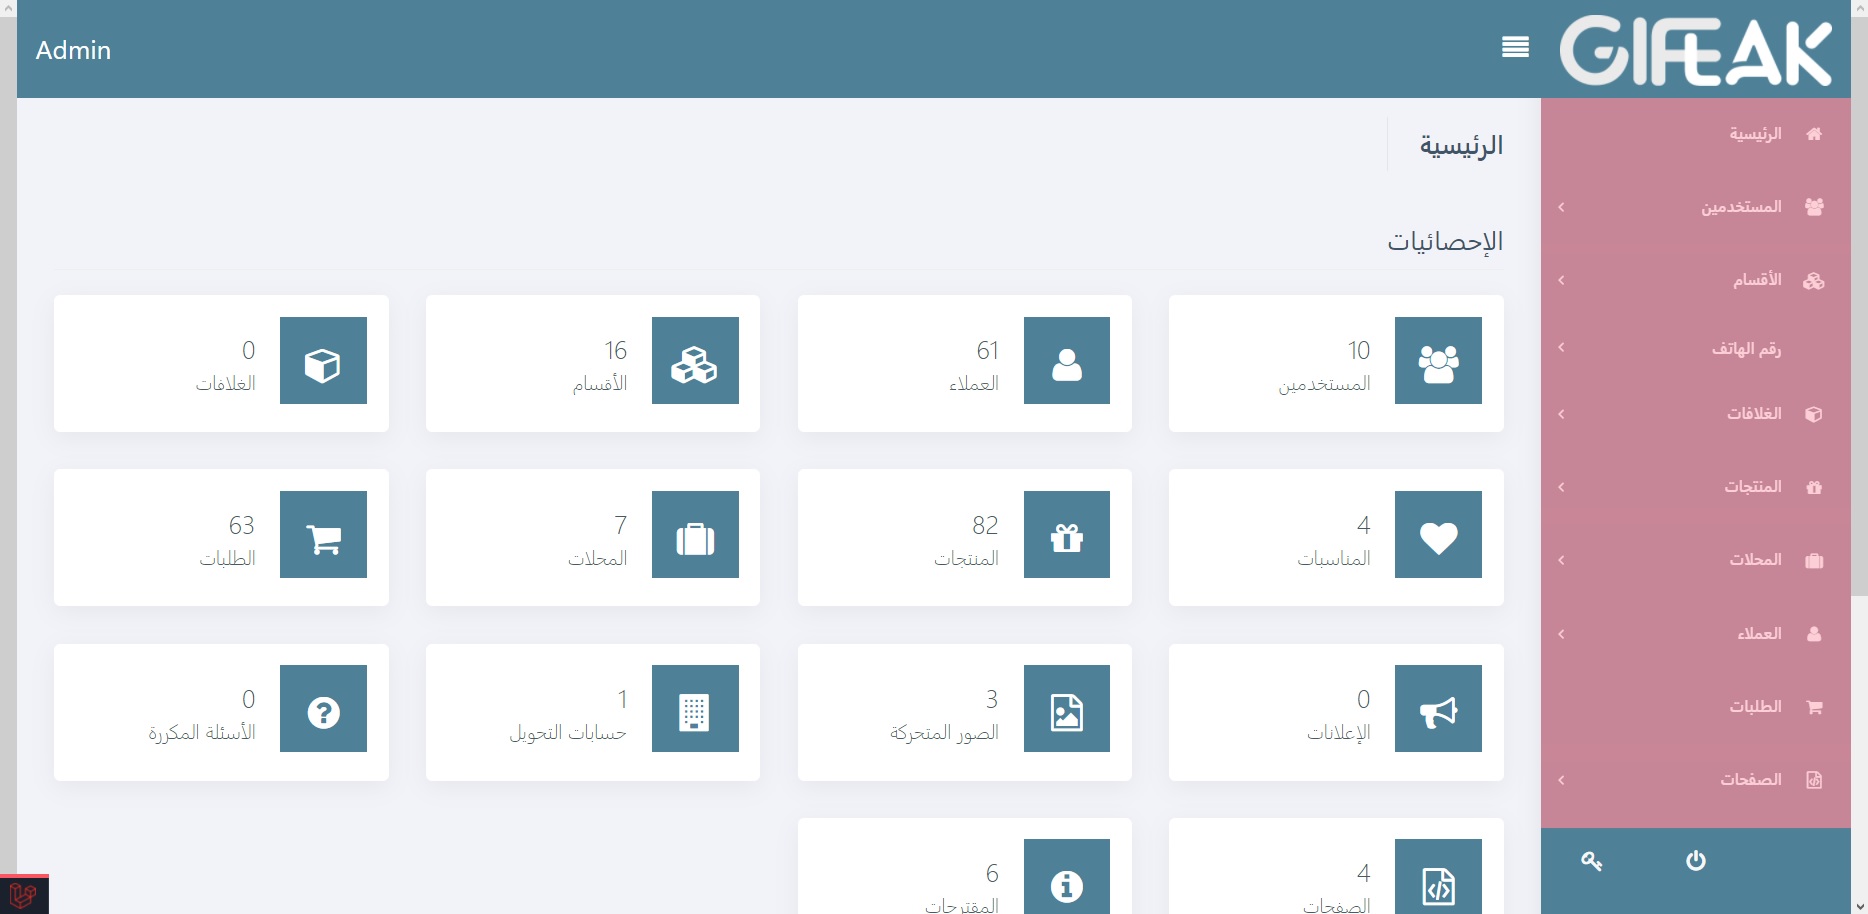 GIFEAK
Admin
الرئيسية
المستخدمين
الأقسام
رقم الهاتف
الغلافات
المنتجات
المحلات
العملاء
الطلبات
الصفحات
الرئيسية
الإحصائيات
10
المستخدمين
61
العملاء
16
الأقسام
0
الغلافات
4
المناسبات
82
المنتجات
7
المحلات
63
الطلبات
0
الإعلانات
3
الصور المتحركة
1
حسابات التحويل
0
الأسئلة المكررة
4
الصفحات
6
المقترحات